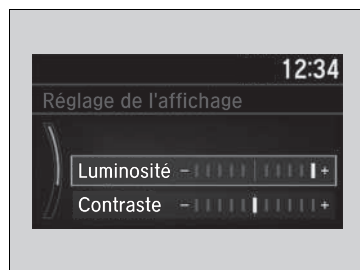 12:34
Réglage de l'affichage
Luminosité - +
Contraste - +